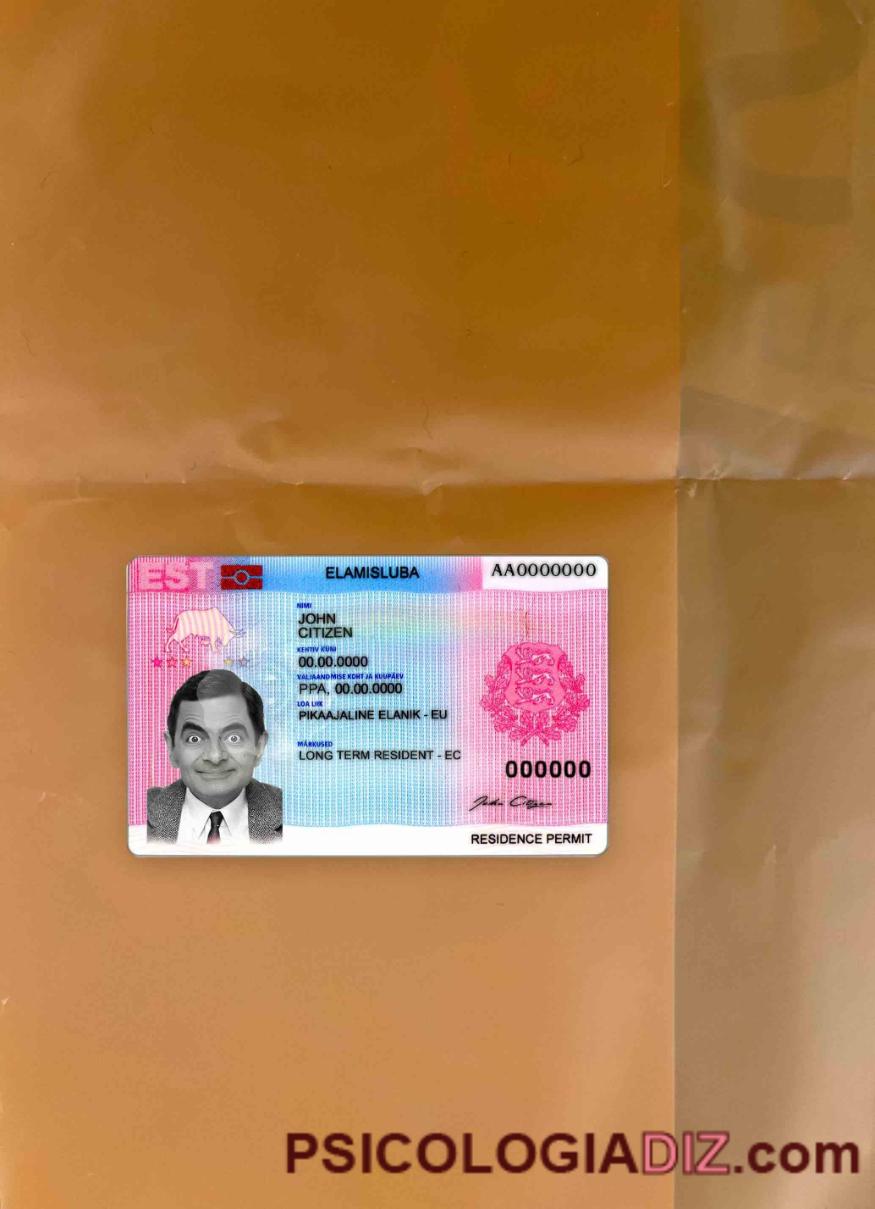 EST
ELAMISLUBA
AA0000000
NIMI
JOHN
CITIZEN
KEHTIV KUNI
00.00.0000
VÄLJAANDMISE KOHT JA KUUPÄEV
PPA, 00.00.0000
LOA LIIK
PIKAAJALINE ELANIK - EU
MÄRKUSED
LONG TERM RESIDENT - EC
000000
John Citizen
RESIDENCE PERMIT
PSICOLOGIADIZ.com